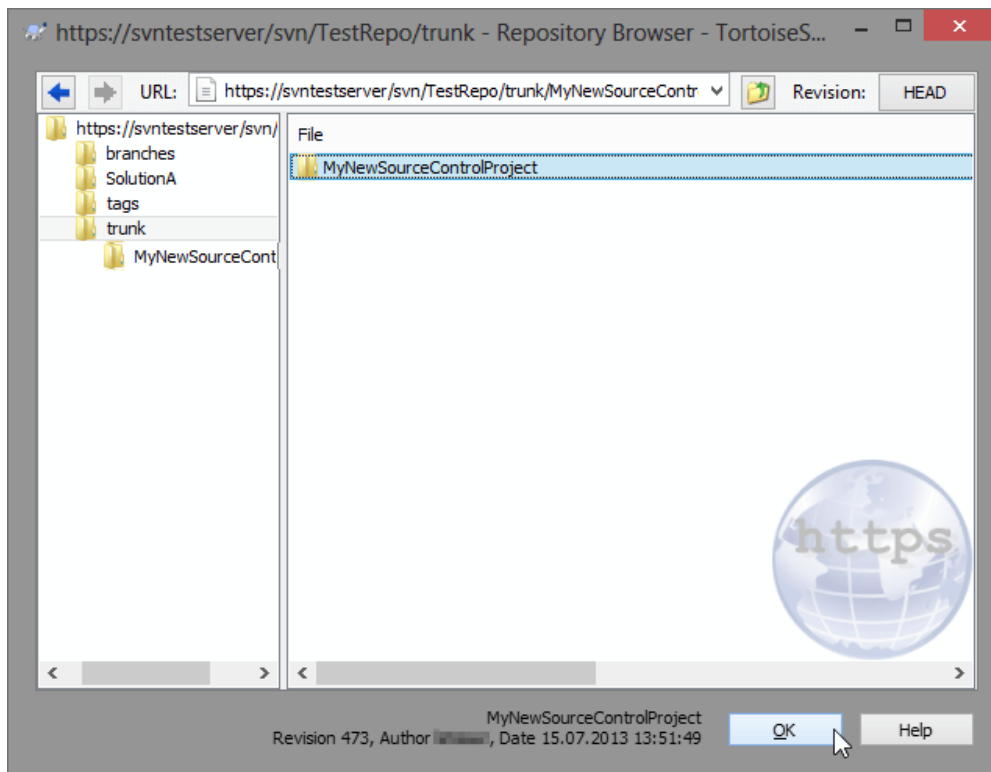 https://svntestserver/svn/TestRepo/trunk - Repository Browser - TortoiseS...
URL: https://svntestserver/svn/TestRepo/trunk/MyNewSourceContr Revision: HEAD
https://svntestserver/svn/
branches
SolutionA
tags
trunk
MyNewSourceCont
File
MyNewSourceControlProject
https
MyNewSourceControlProject
Revision 473, Author , Date 15.07.2013 13:51:49
OK
Help